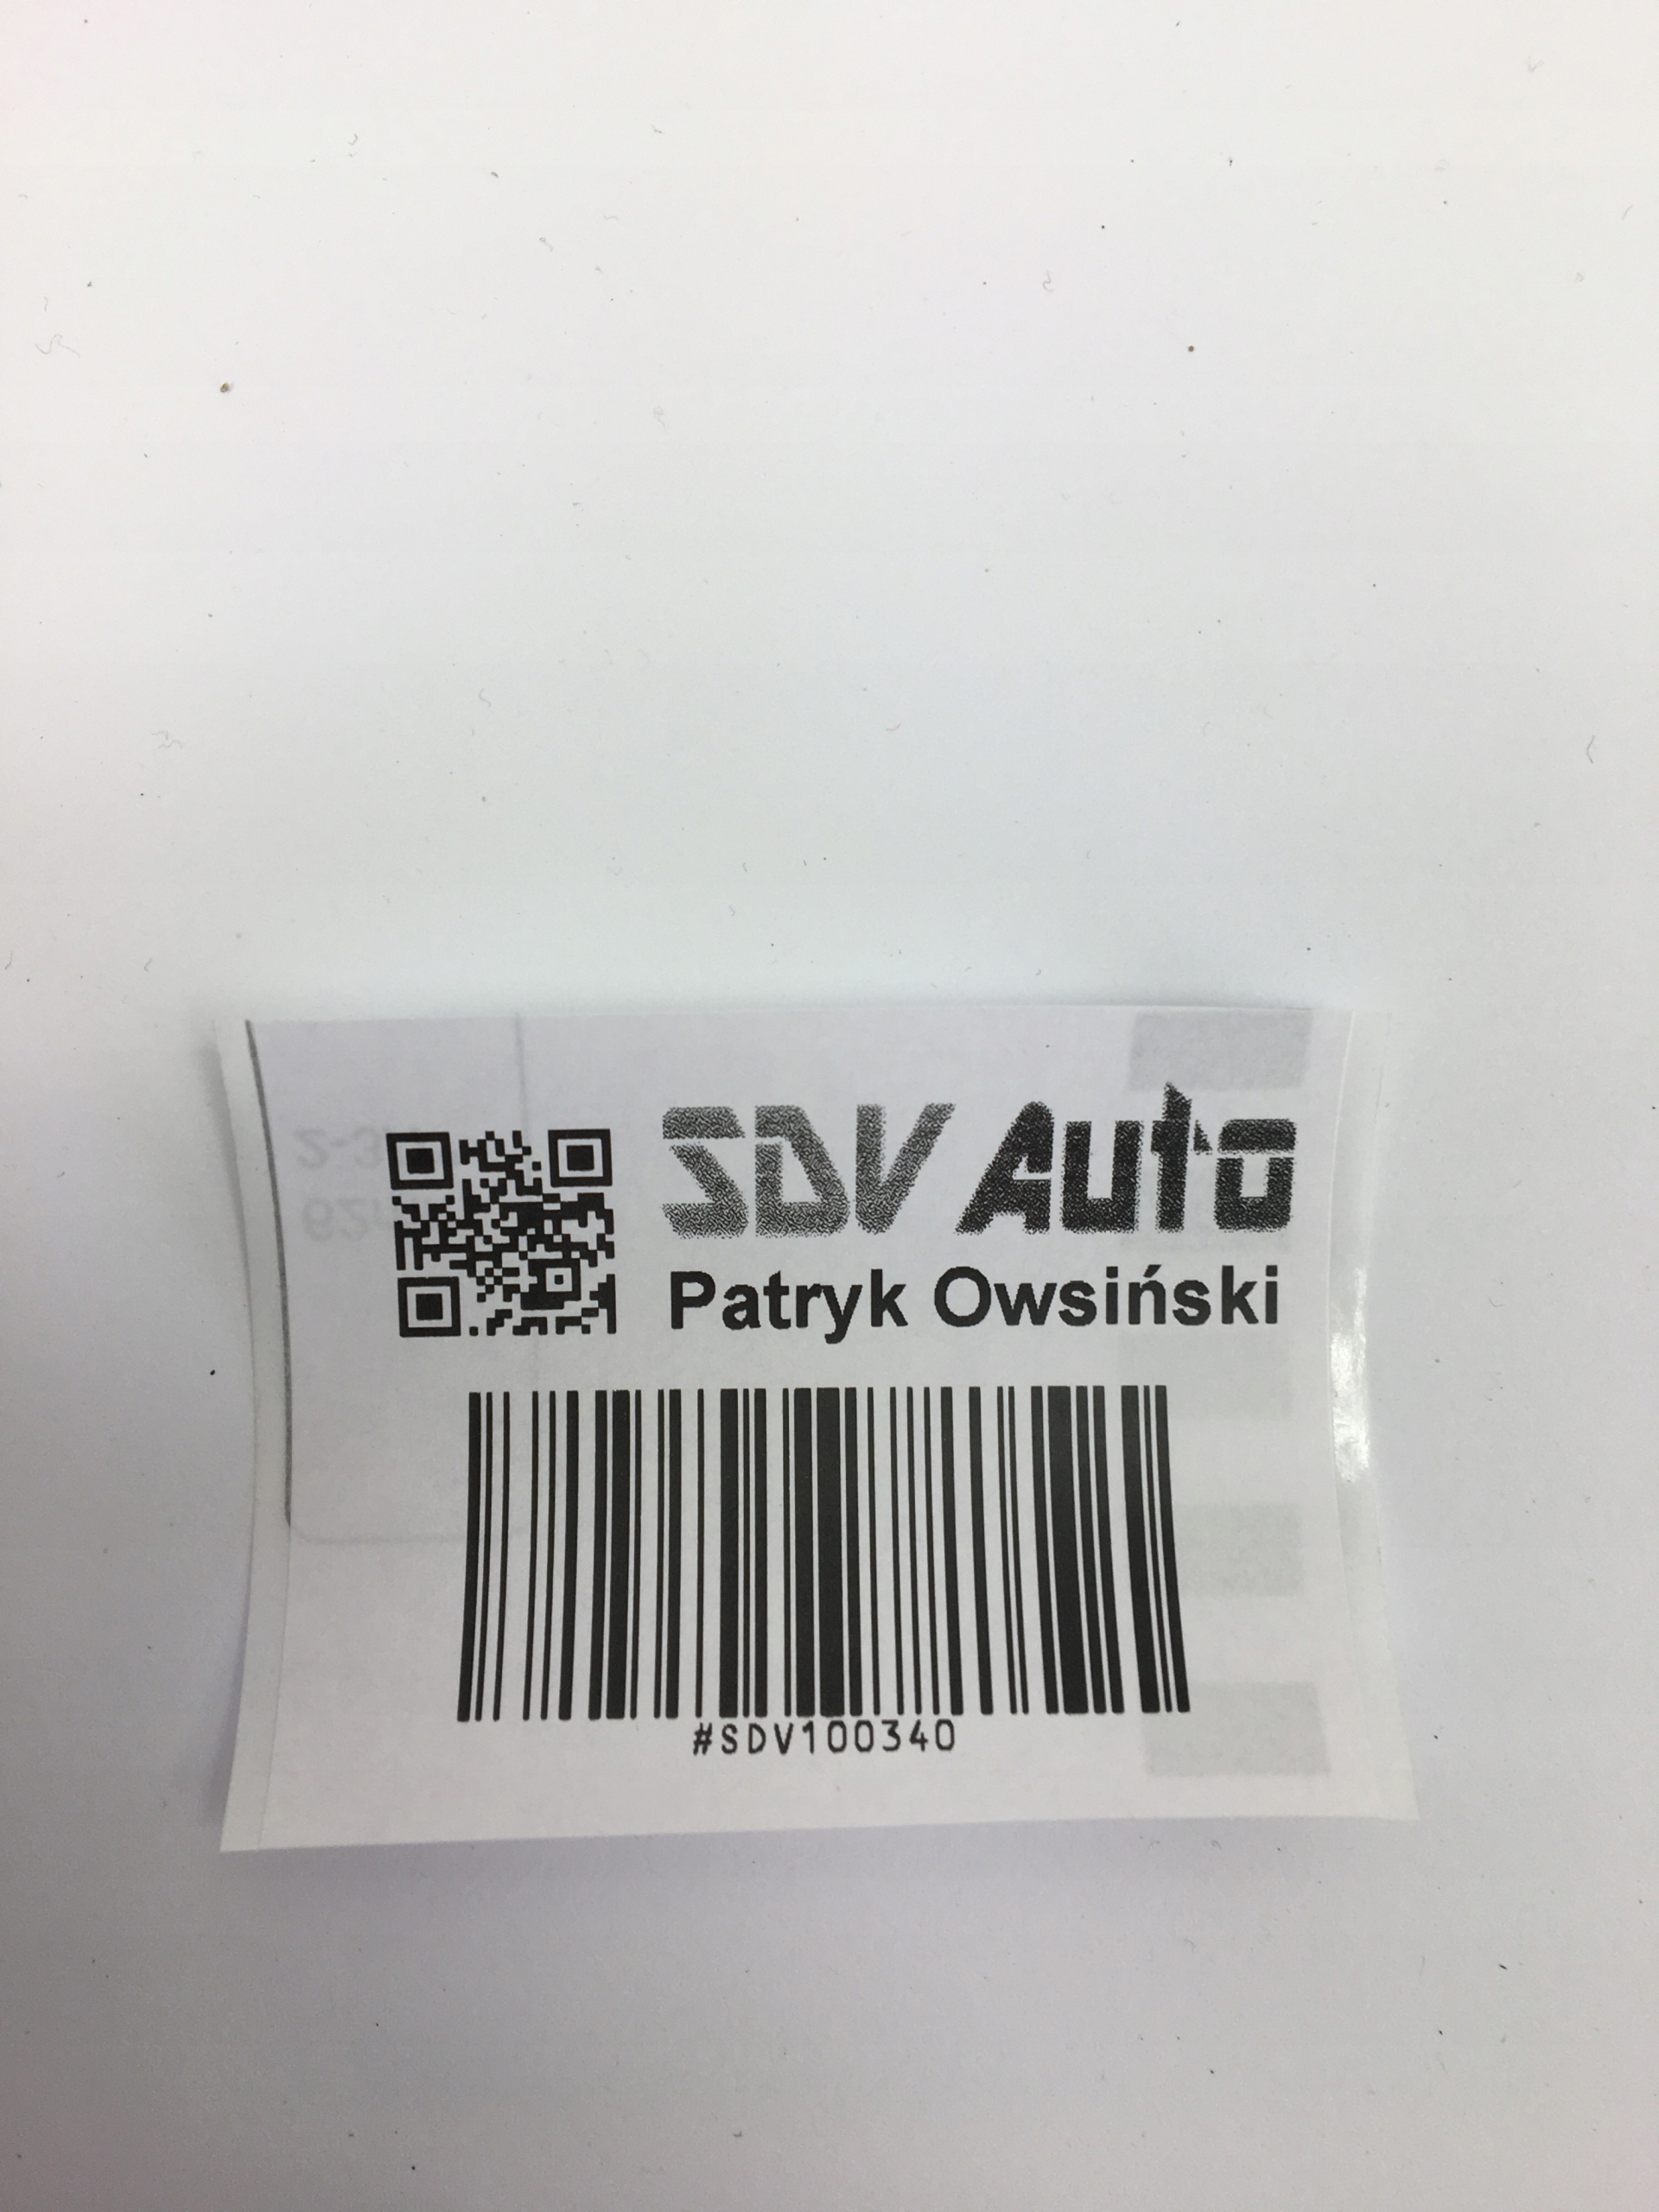 SDV Auto
Patryk Owsiński
#SDV100340